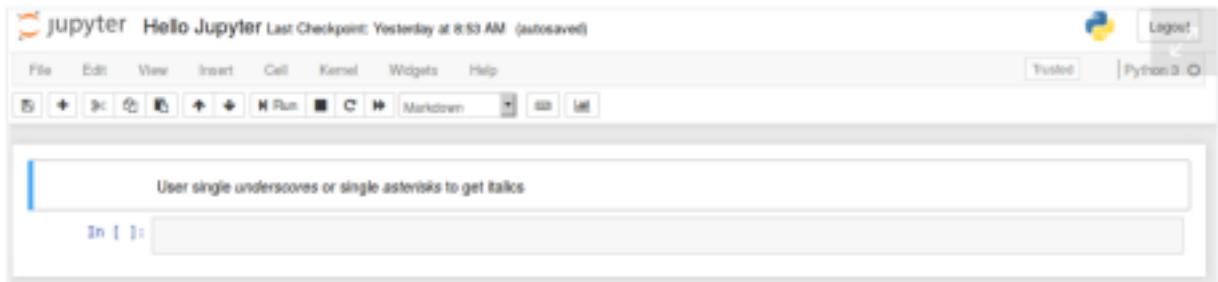 jupyter Hello Jupyter Last Checkpoint: Yesterday at 8:53 AM (autosaved) Logout
File Edit View Insert Cell Kernel Widgets Help Trusted Python 3
Run Markdown
User single underscores or single asterisks to get italics
In [ ]: